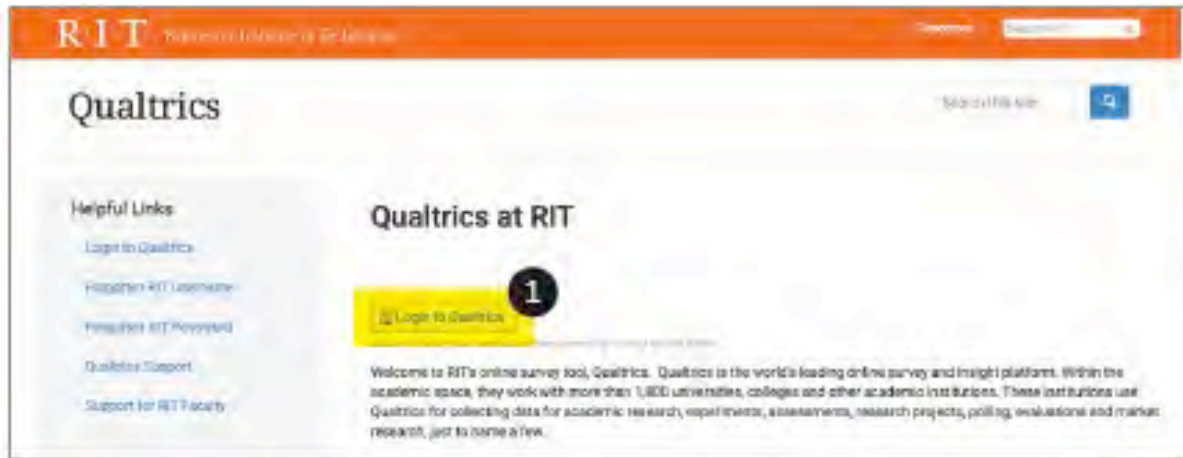 RIT
Qualtrics
Search this site
Helpful Links
Login to Qualtrics
Forgotten RIT Username
Forgotten RIT Password
Qualtrics Support
Support for RIT Faculty
Qualtrics at RIT
1
Login to Qualtrics
Welcome to RIT's online survey tool, Qualtrics. Qualtrics is the world's leading online survey and insight platform. Within the
academic space, they work with more than 1,800 universities, colleges and other academic institutions. These institutions use
Qualtrics for collecting data for academic research, experiments, assessments, research projects, polling, evaluations and market
research, just to name a few.